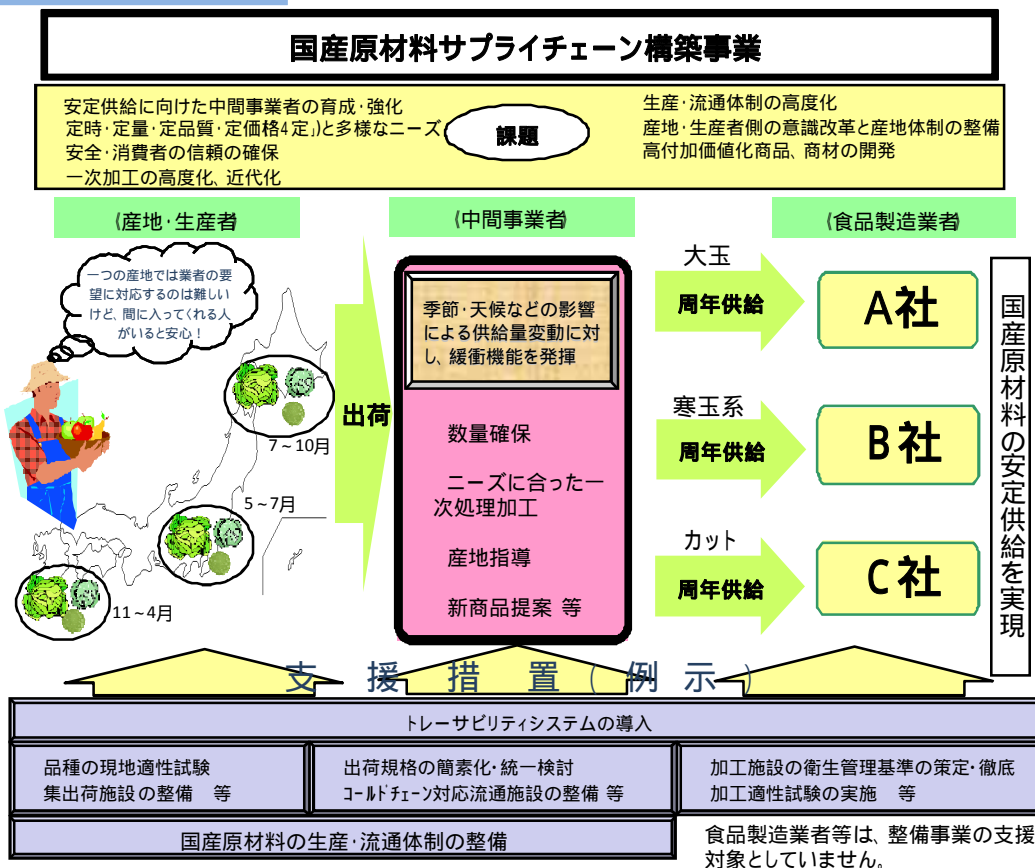 国産原材料サプライチェーン構築事業
安定供給に向けた中間事業者の育成・強化
定時・定量・定品質・定価格4定」)と多様なニーズ
安全・消費者の信頼の確保
一次加工の高度化、近代化
課題
生産・流通体制の高度化
産地・生産者側の意識改革と産地体制の整備
高付加価値化商品、商材の開発
(産地・生産者)
(中間事業者)
(食品製造業者)
一つの産地では業者の要
望に対応するのは難しい
けど、間に入ってくれる人
がいると安心！
7～10月
5～7月
11～4月
出荷
季節・天候などの影響
による供給量変動に対
し、緩衝機能を発揮
数量確保
ニーズに合った一
次処理加工
産地指導
新商品提案 等
大玉
周年供給
A社
寒玉系
周年供給
B社
カット
周年供給
C社
国産原材料の安定供給を実現
支援措置(例示)
トレーサビリティシステムの導入
品種の現地適性試験
集出荷施設の整備 等
出荷規格の簡素化・統一検討
コールドチェーン対応流通施設の整備 等
加工施設の衛生管理基準の策定・徹底
加工適性試験の実施 等
国産原材料の生産・流通体制の整備
食品製造業者等は、整備事業の支援
対象としていません。